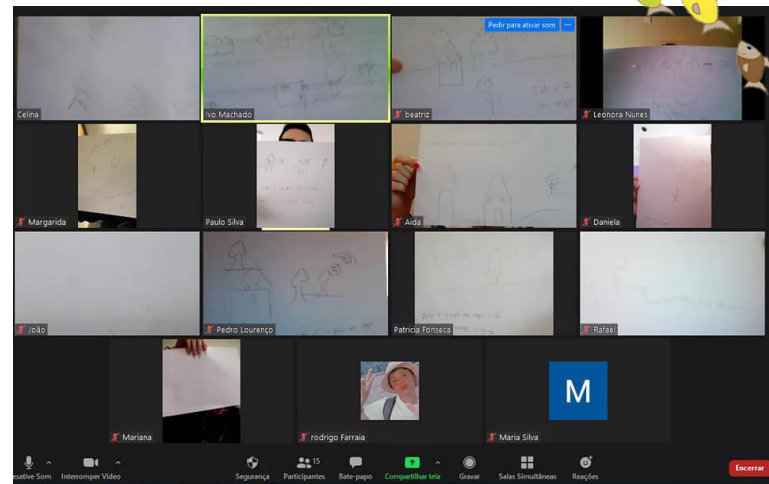 Pedir para ativar som
Celina
Ivo Machado
beatriz
Leonora Nunes
Margarida
Paulo Silva
Aida
Daniela
João
Pedro Lourenço
Patrícia Fonseca
Rafael
Mariana
rodrigo Farraia
M
Maria Silva
15
esative Som
Interromper Vídeo
Segurança
Participantes
Bate-papo
Compartilhar tela
Gravar
Salas Simultâneas
Reações
Encerrar